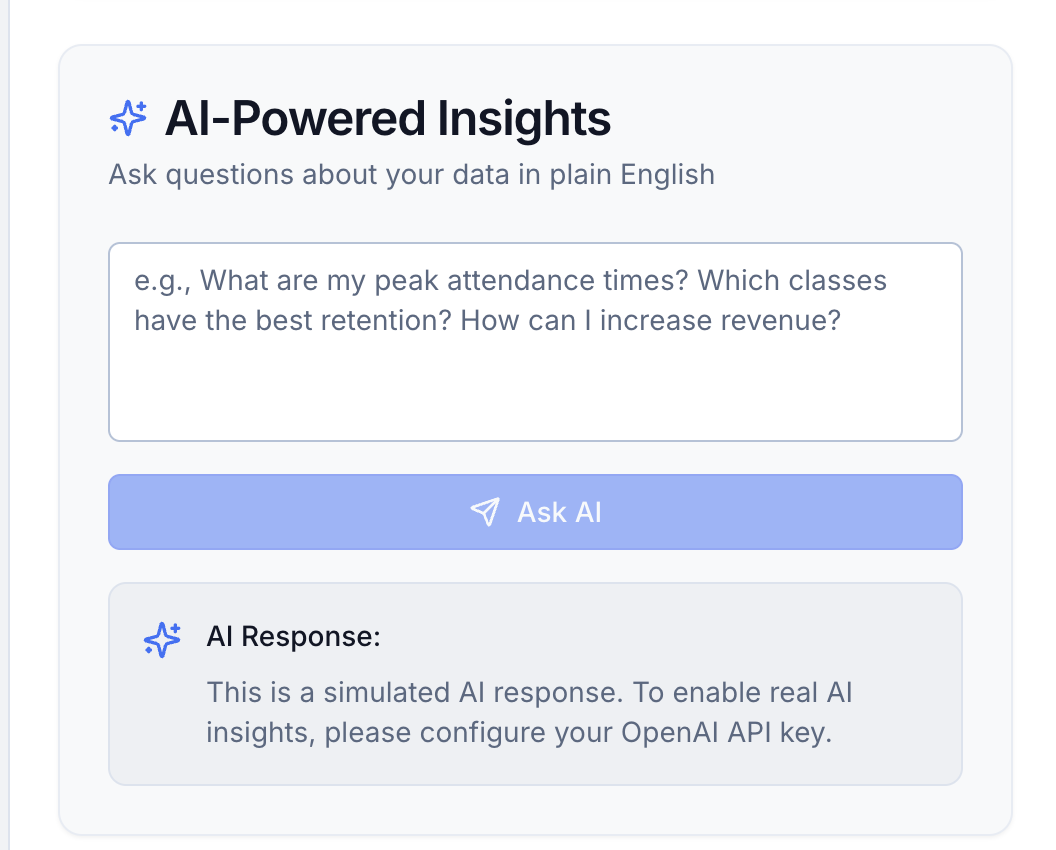 AI-Powered Insights
Ask questions about your data in plain English
e.g., What are my peak attendance times? Which classes
have the best retention? How can I increase revenue?
Ask AI
AI Response:
This is a simulated AI response. To enable real AI
insights, please configure your OpenAI API key.